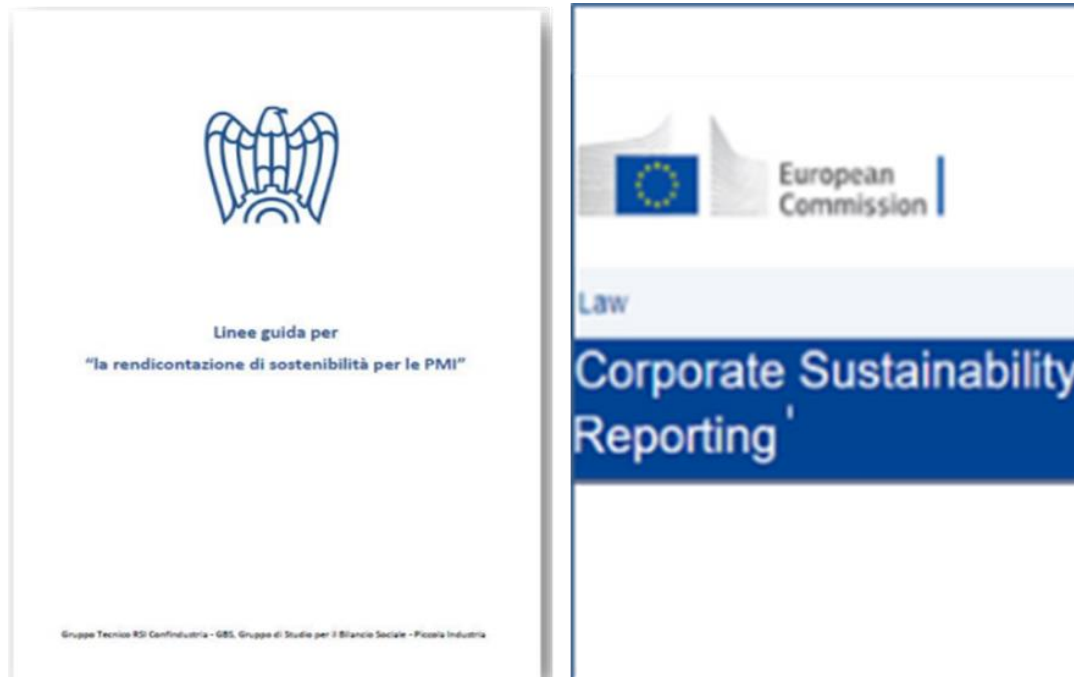 Linee guida per
“la rendicontazione di sostenibilità per le PMI”
Gruppo Tecnico RSI Confindustria - GBS, Gruppo di Studio per il Bilancio Sociale - Piccola Industria
European
Commission
Law
Corporate Sustainability
Reporting